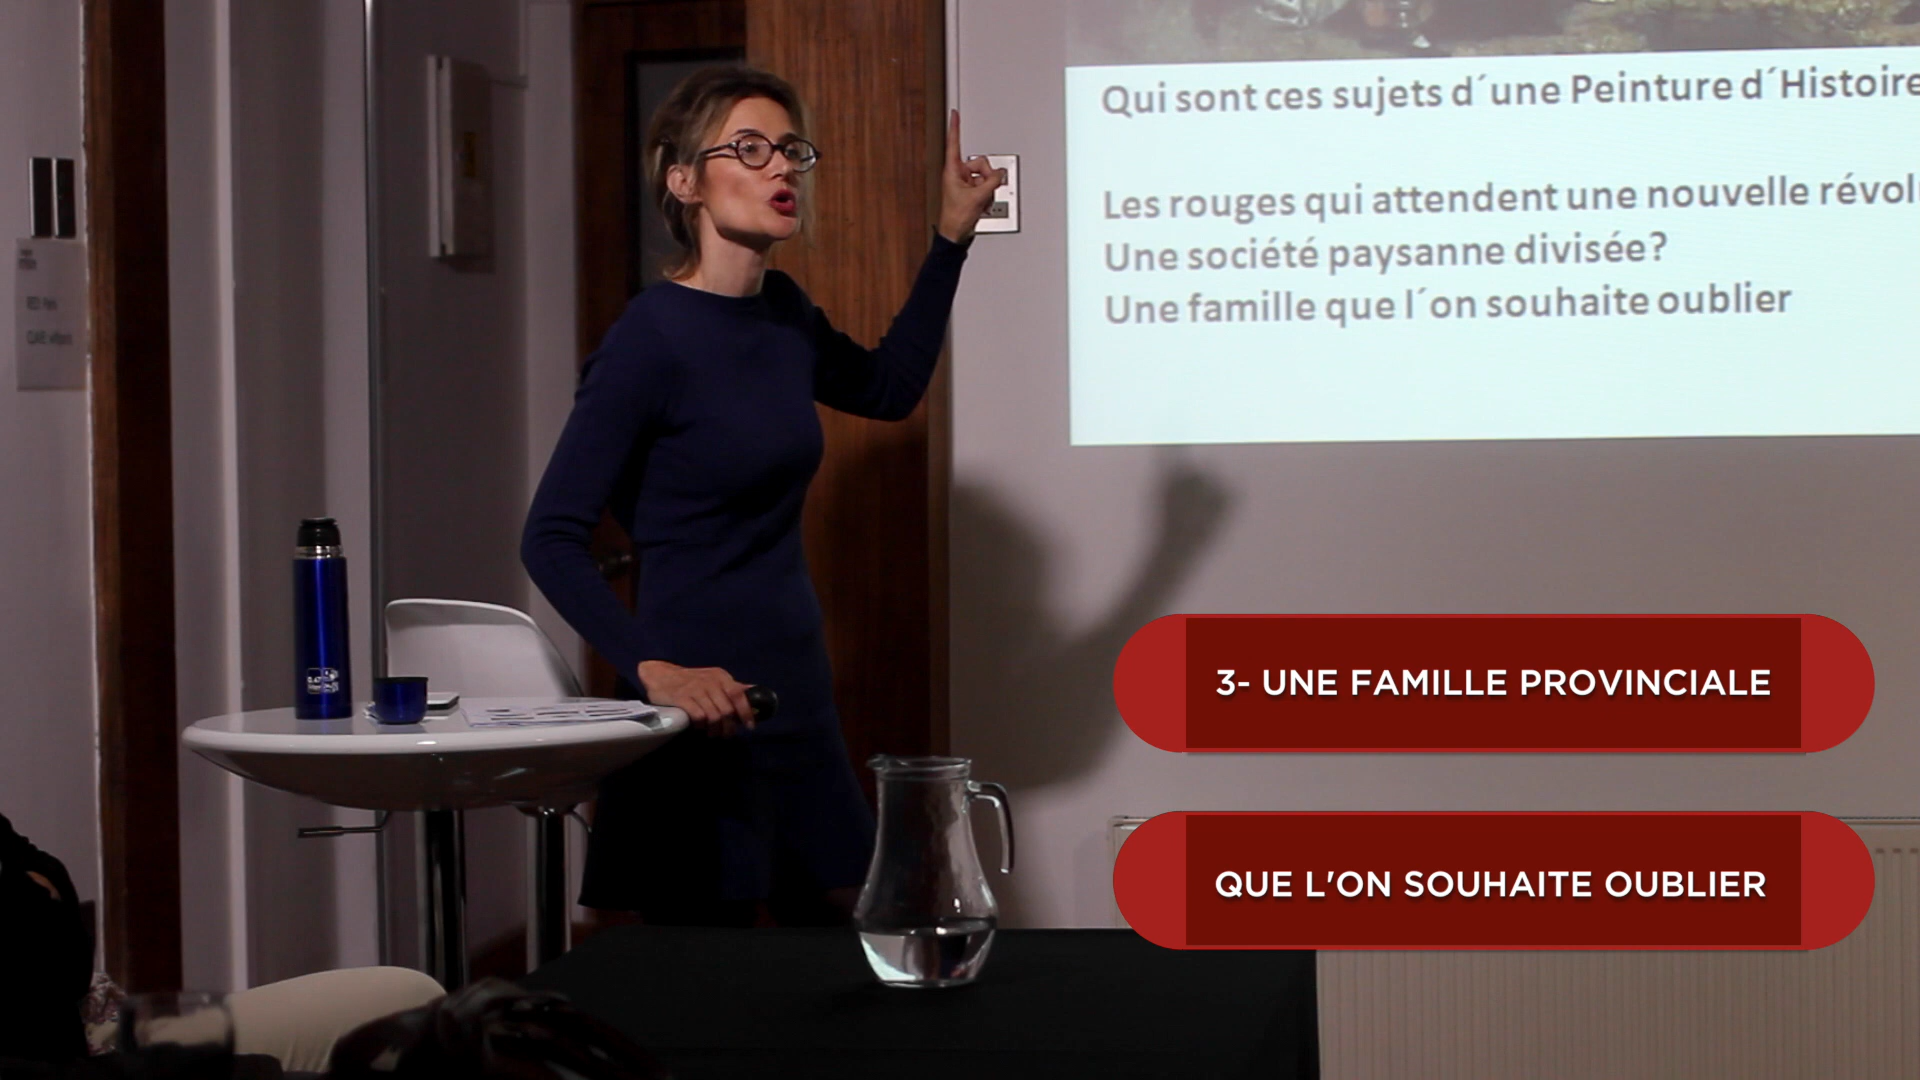 Qui sont ces sujets d´une Peinture d´Histoire
Les rouges qui attendent une nouvelle révol
Une société paysanne divisée?
Une famille que l´on souhaite oublier
3- UNE FAMILLE PROVINCIALE
QUE L'ON SOUHAITE OUBLIER